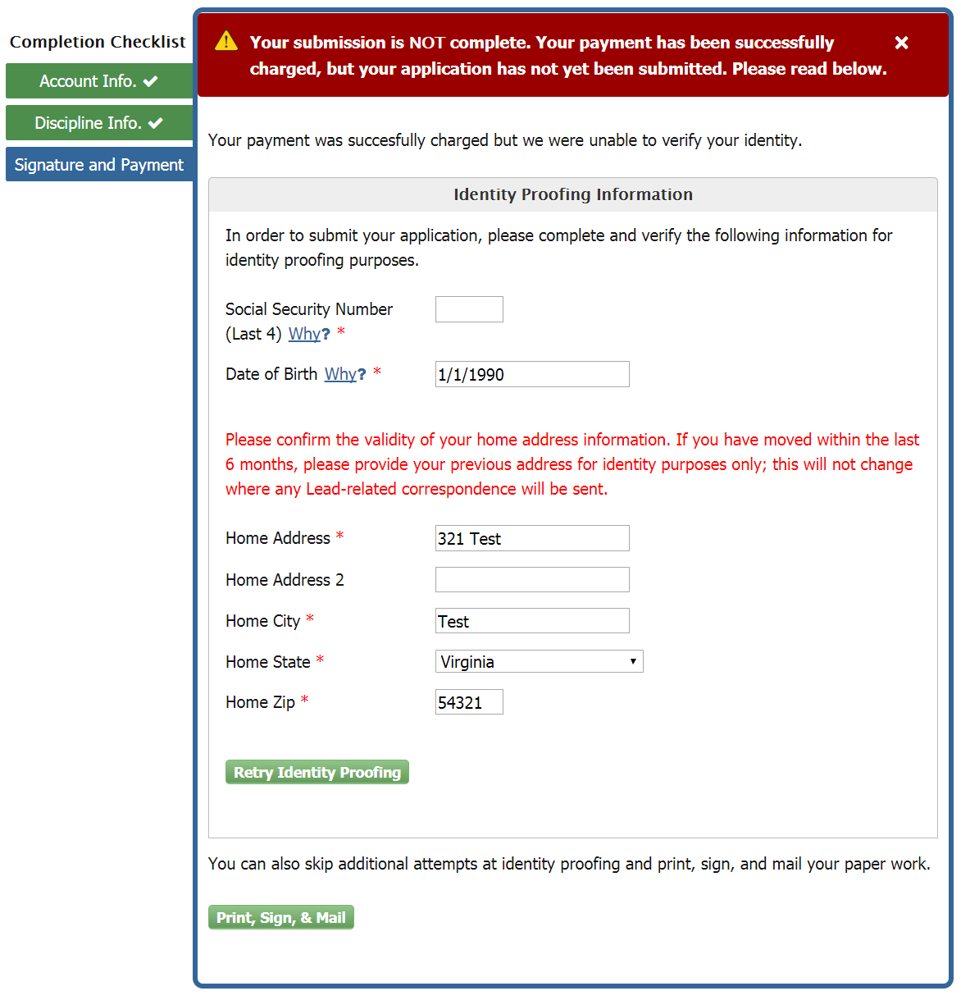 Completion Checklist
Account Info. ✔
Discipline Info. ✔
Signature and Payment
Your submission is NOT complete. Your payment has been successfully
charged, but your application has not yet been submitted. Please read below.
Your payment was succesfully charged but we were unable to verify your identity.
Identity Proofing Information
In order to submit your application, please complete and verify the following information for
identity proofing purposes.
Social Security Number
(Last 4) Why? *
Date of Birth Why? * 1/1/1990
Please confirm the validity of your home address information. If you have moved within the last
6 months, please provide your previous address for identity purposes only; this will not change
where any Lead-related correspondence will be sent.
Home Address * 321 Test
Home Address 2
Home City * Test
Home State * Virginia
Home Zip * 54321
Retry Identity Proofing
You can also skip additional attempts at identity proofing and print, sign, and mail your paper work.
Print, Sign, & Mail